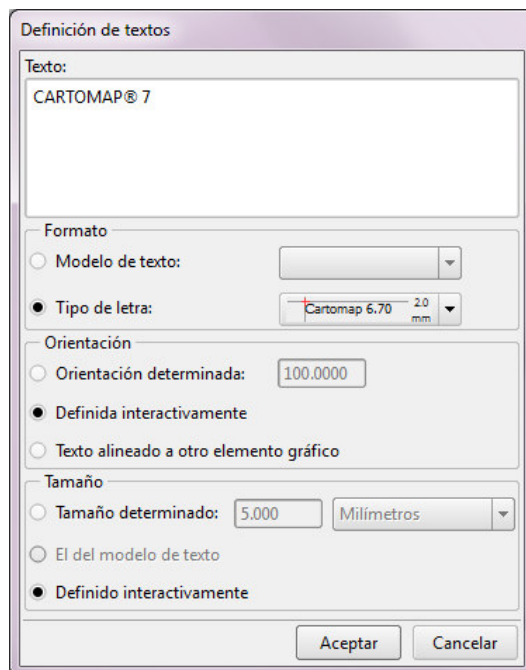 Definición de textos
Texto:
CARTOMAP® 7
Formato
Modelo de texto:
Tipo de letra: Cartomap 6.70 2.0 mm
Orientación
Orientación determinada: 100.0000
Definida interactivamente
Texto alineado a otro elemento gráfico
Tamaño
Tamaño determinado: 5.000 Milímetros
El del modelo de texto
Definido interactivamente
Aceptar Cancelar